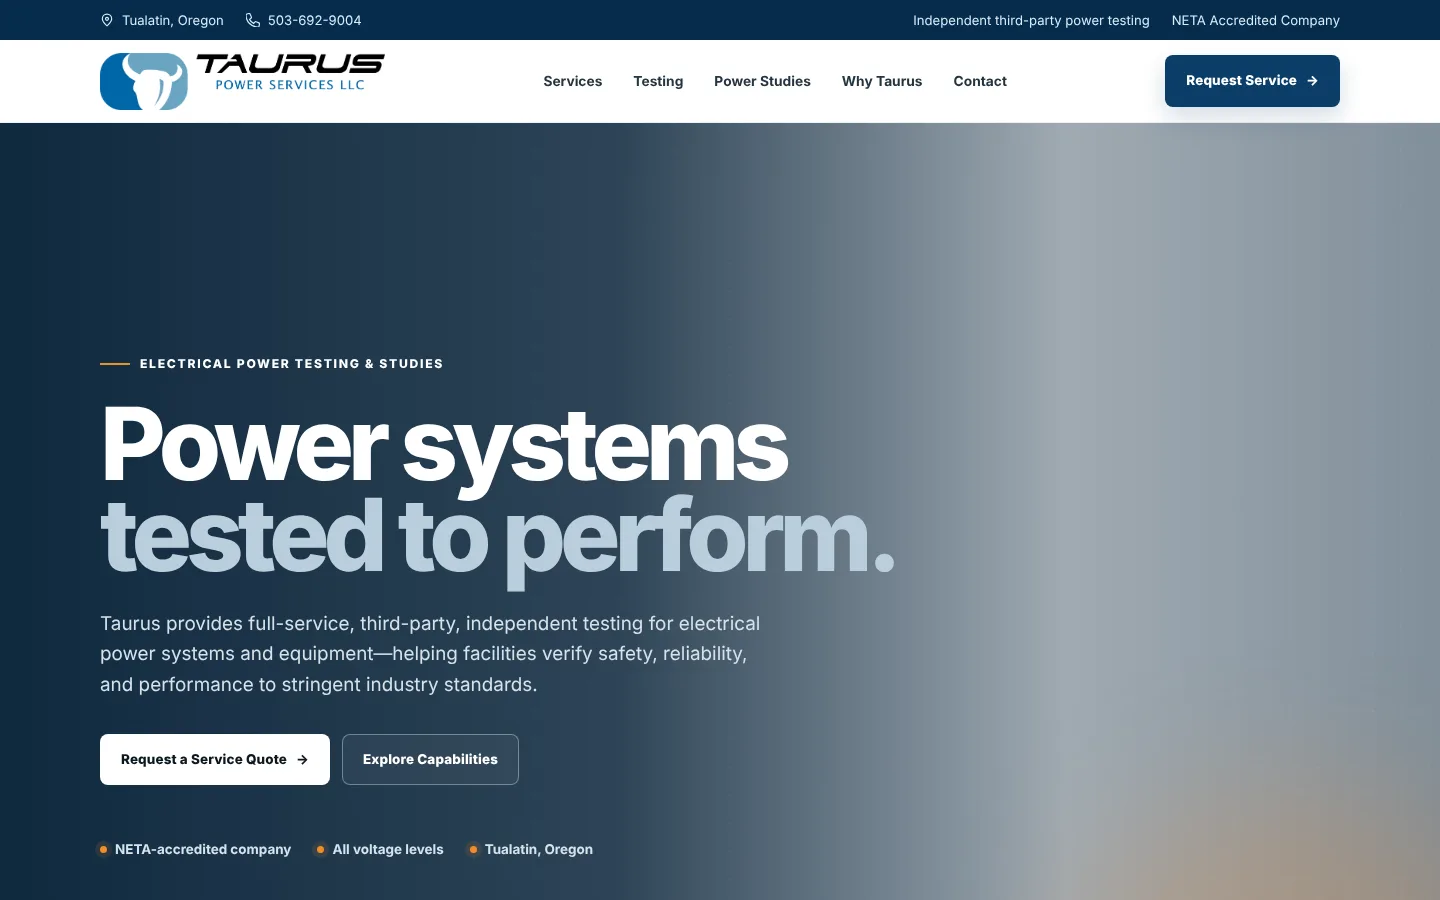 Tualatin, Oregon
503-692-9004
Independent third-party power testing
NETA Accredited Company
TAURUS
POWER SERVICES LLC
Services
Testing
Power Studies
Why Taurus
Contact
Request Service →
ELECTRICAL POWER TESTING & STUDIES
Power systems
tested to perform.
Taurus provides full-service, third-party, independent testing for electrical
power systems and equipment—helping facilities verify safety, reliability,
and performance to stringent industry standards.
Request a Service Quote →
Explore Capabilities
NETA-accredited company
All voltage levels
Tualatin, Oregon